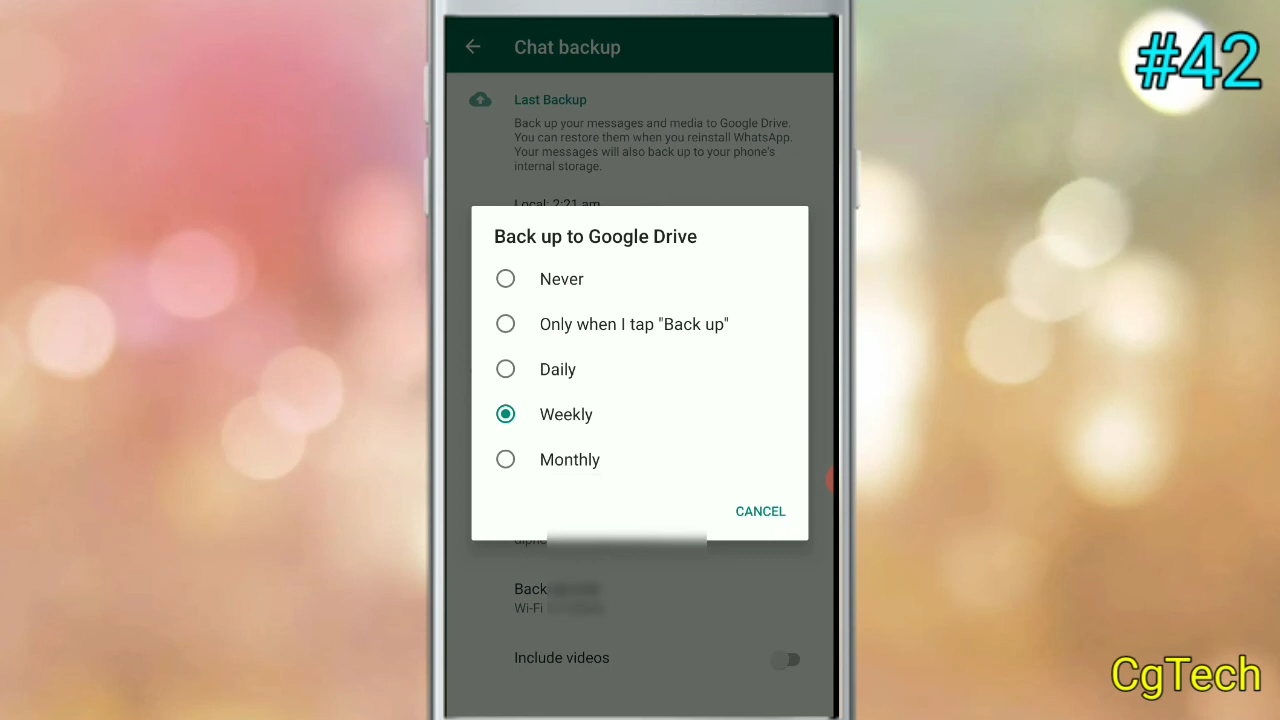 #42
Chat backup
Last Backup
Back up your messages and media to Google Drive.
You can restore them when you reinstall WhatsApp.
Your messages will also back up to your phone's
internal storage.
Local: 2:21 am
Back up to Google Drive
Never
Only when I tap "Back up"
Daily
Weekly
Monthly
CANCEL
Back
Wi-Fi
Include videos
CgTech